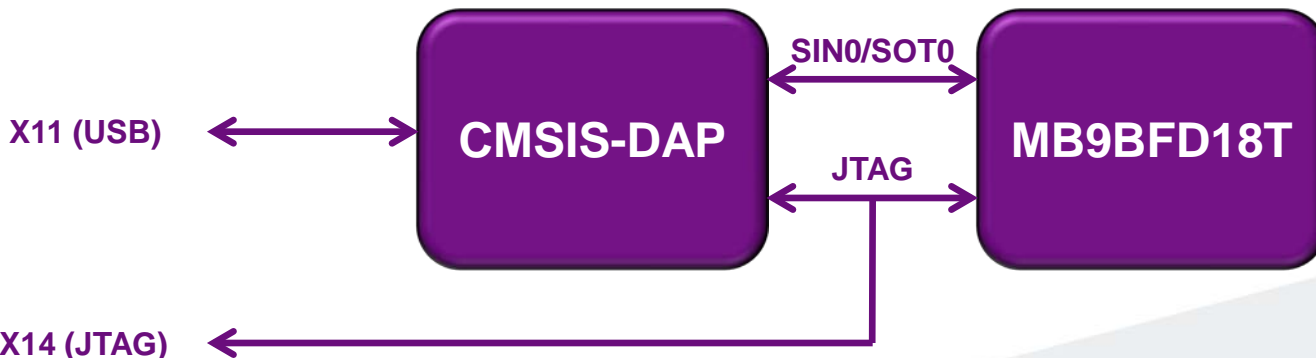 SIN0/SOT0
X11 (USB)
CMSIS-DAP
MB9BFD18T
JTAG
X14 (JTAG)